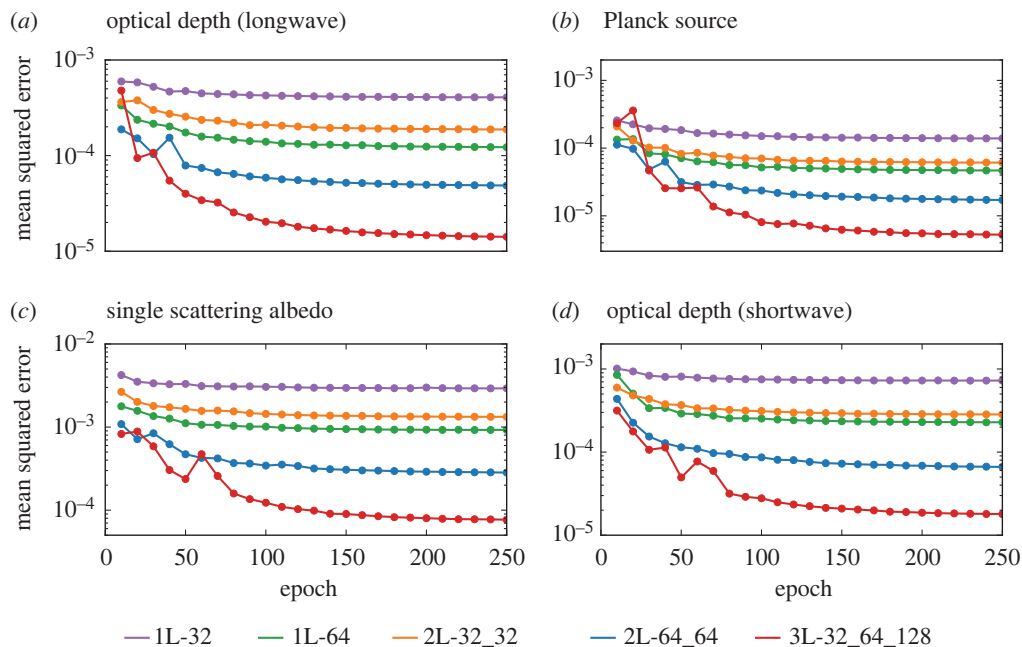 (a) optical depth (longwave)
(b) Planck source
mean squared error
10⁻³
10⁻⁴
10⁻⁵
10⁻³
10⁻⁴
10⁻⁵
(c) single scattering albedo
(d) optical depth (shortwave)
mean squared error
10⁻²
10⁻³
10⁻⁴
0 50 100 150 200 250
epoch
10⁻³
10⁻⁴
10⁻⁵
0 50 100 150 200 250
epoch
1L-32 1L-64 2L-32_32 2L-64_64 3L-32_64_128